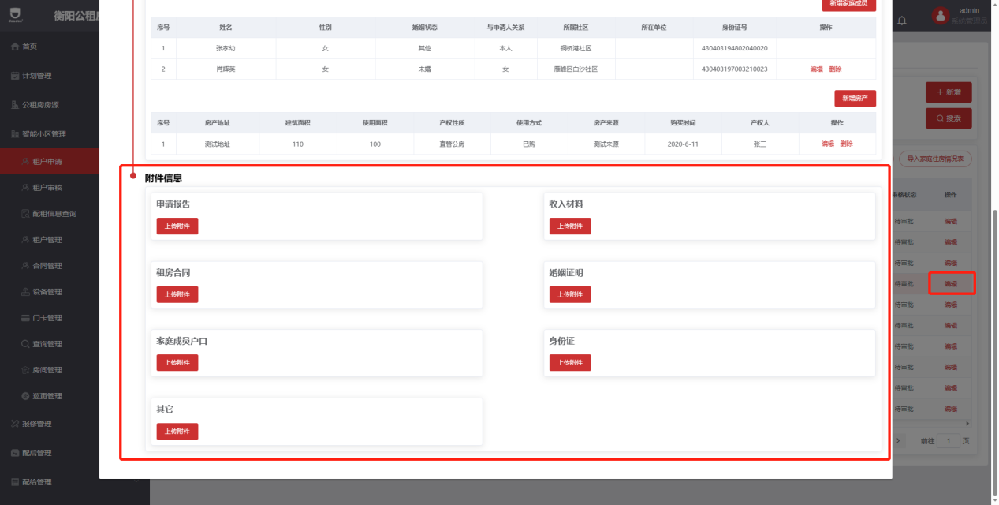 衡阳公租房
admin
系统管理员
新增家庭成员
序号 姓名 性别 婚姻状态 与申请人关系 所属社区 所在单位 身份证号 操作
1 张孝幼 女 其他 本人 铜桥港社区 430403194802040020
2 肖辉英 女 未婚 女 雁峰区白沙社区 430403197003210023 编辑 删除
新增房产
序号 房产地址 建筑面积 使用面积 产权性质 使用方式 房产来源 购买时间 产权人 操作
1 测试地址 110 100 直管公房 已购 测试来源 2020-6-11 张三 编辑 删除
附件信息
申请报告
上传附件
收入材料
上传附件
租房合同
上传附件
婚姻证明
上传附件
家庭成员户口
上传附件
身份证
上传附件
其它
上传附件
首页
计划管理
公租房房源
智能小区管理
租户申请
租户审核
配租信息查询
租户管理
合同管理
设备管理
门卡管理
查询管理
房间管理
巡更管理
报修管理
配后管理
配给管理
+ 新增
搜索
导入家庭住房情况表
审核状态 操作
待审批 编辑
待审批 编辑
待审批 编辑
待审批 编辑
待审批 编辑
待审批 编辑
待审批 编辑
待审批 编辑
待审批 编辑
待审批 编辑
前往 1 页